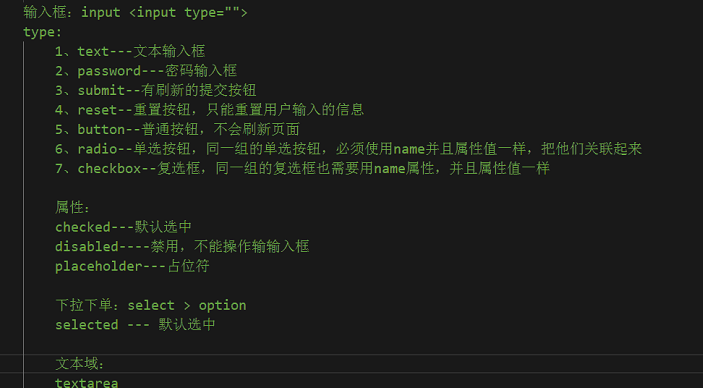 输入框：input <input type="">
type:
1、text---文本输入框
2、password---密码输入框
3、submit--有刷新的提交按钮
4、reset--重置按钮，只能重置用户输入的信息
5、button--普通按钮，不会刷新页面
6、radio--单选按钮，同一组的单选按钮，必须使用name并且属性值一样，把他们关联起来
7、checkbox--复选框，同一组的复选框也需要用name属性，并且属性值一样
属性：
checked---默认选中
disabled----禁用，不能操作输输入框
placeholder---占位符
下拉下单：select > option
selected --- 默认选中
文本域：
textarea